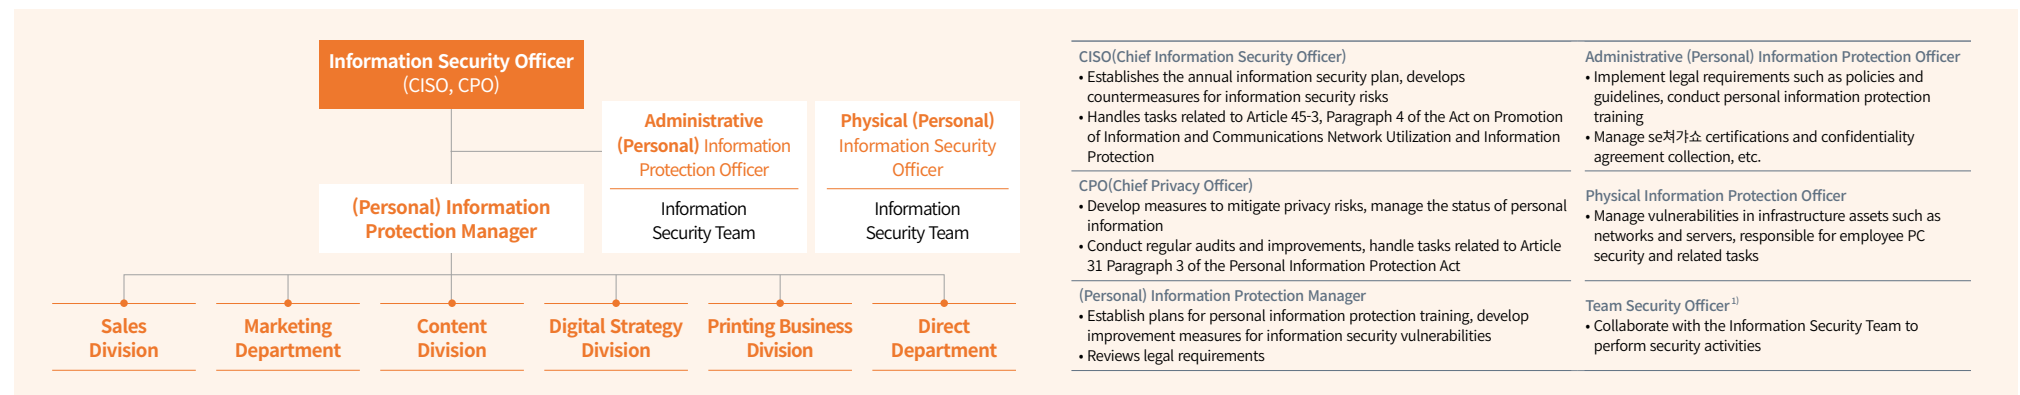 Information Security Officer
(CISO, CPO)
Administrative
(Personal) Information
Protection Officer
Information
Security Team
Physical (Personal)
Information Security
Officer
Information
Security Team
(Personal) Information
Protection Manager
Sales
Division
Marketing
Department
Content
Division
Digital Strategy
Division
Printing Business
Division
Direct
Department
CISO(Chief Information Security Officer)
• Establishes the annual information security plan, develops
countermeasures for information security risks
• Handles tasks related to Article 45-3, Paragraph 4 of the Act on Promotion
of Information and Communications Network Utilization and Information
Protection
CPO(Chief Privacy Officer)
• Develop measures to mitigate privacy risks, manage the status of personal
information
• Conduct regular audits and improvements, handle tasks related to Article
31 Paragraph 3 of the Personal Information Protection Act
(Personal) Information Protection Manager
• Establish plans for personal information protection training, develop
improvement measures for information security vulnerabilities
• Reviews legal requirements
Administrative (Personal) Information Protection Officer
• Implement legal requirements such as policies and
guidelines, conduct personal information protection
training
• Manage se쳐갸쇼 certifications and confidentiality
agreement collection, etc.
Physical Information Protection Officer
• Manage vulnerabilities in infrastructure assets such as
networks and servers, responsible for employee PC
security and related tasks
Team Security Officer 1)
• Collaborate with the Information Security Team to
perform security activities